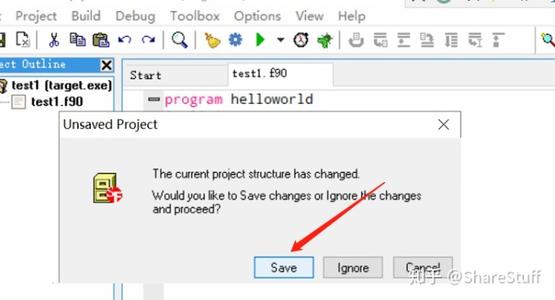 Project Build Debug Toolbox Options View Help
ect Outline
Start test1.f90
test1 (target.exe)
test1.f90
program helloworld
Unsaved Project
The current project structure has changed.
Would you like to Save changes or Ignore the changes
and proceed?
Save Ignore Cancel
知乎 @ShareStuff